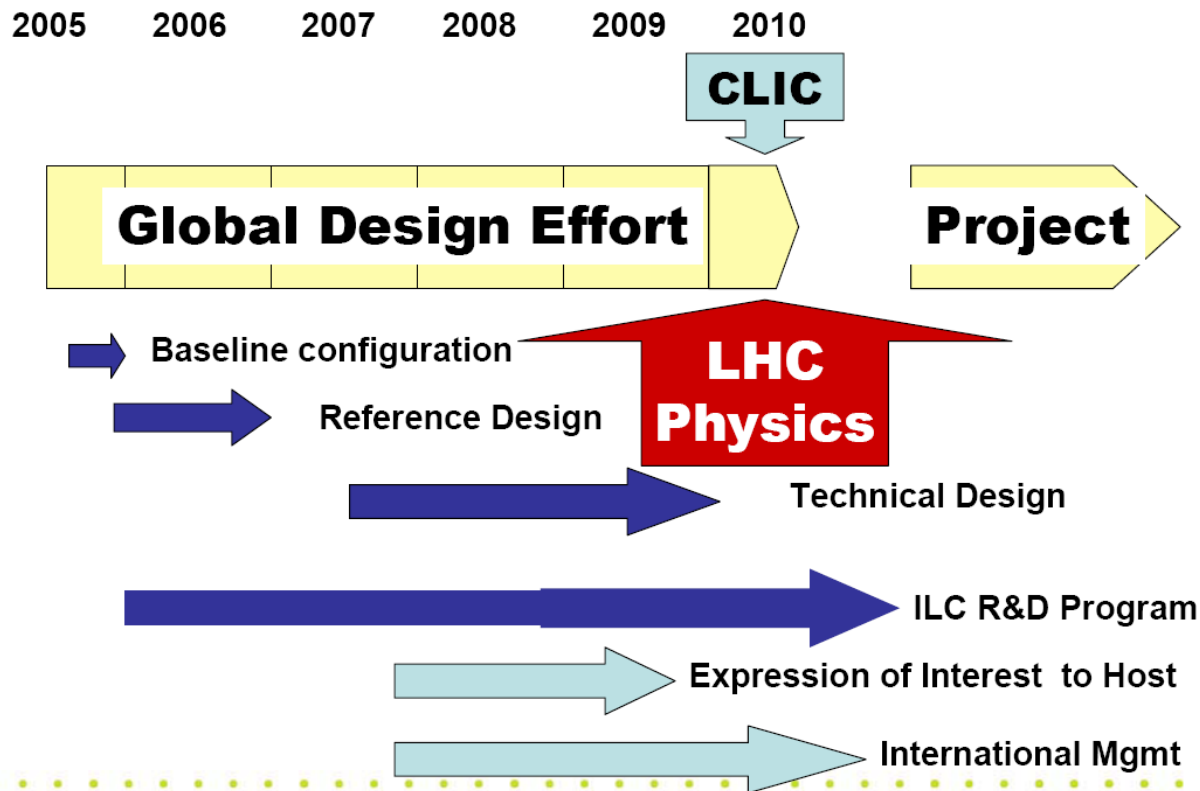 2005 2006 2007 2008 2009 2010
CLIC
Global Design Effort
Project
Baseline configuration
LHC
Physics
Reference Design
Technical Design
ILC R&D Program
Expression of Interest to Host
International Mgmt